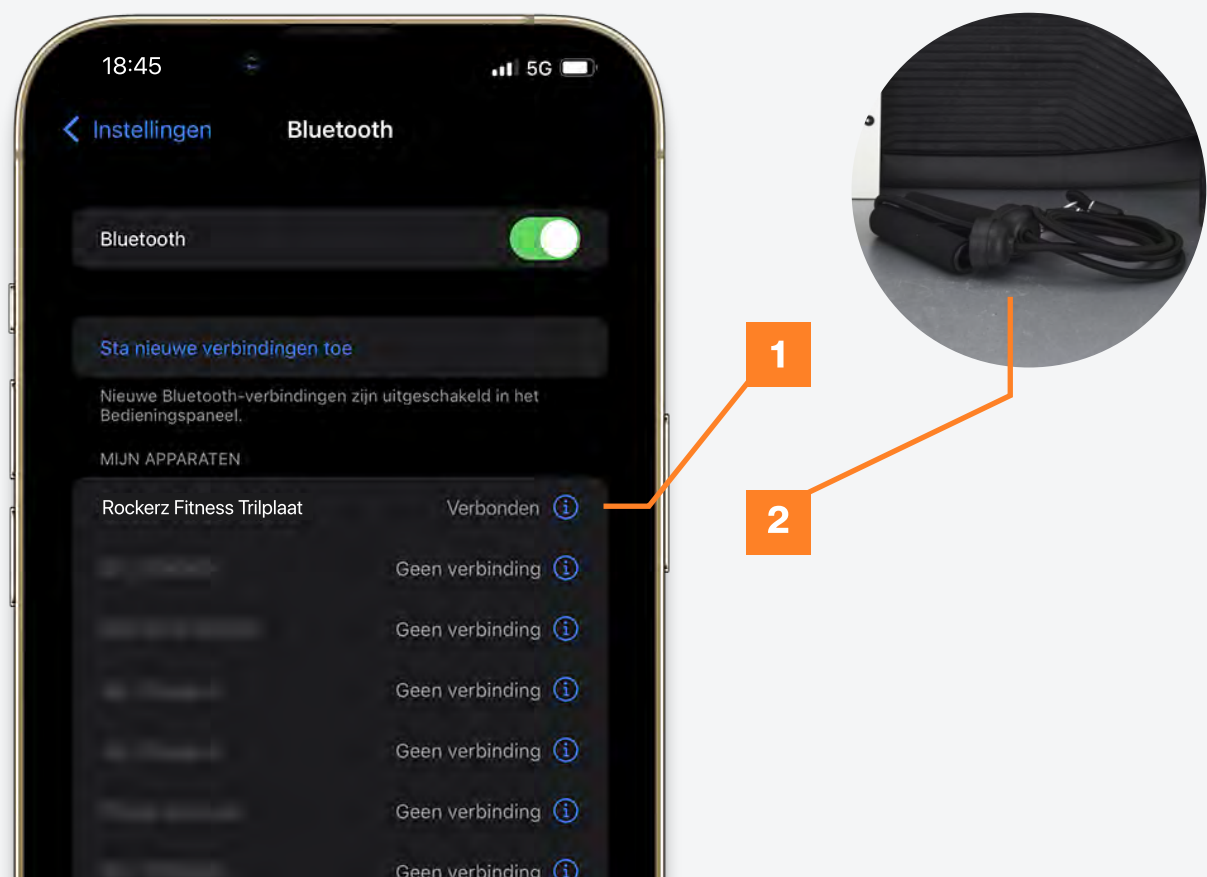 18:45
5G
Instellingen
Bluetooth
Bluetooth
Sta nieuwe verbindingen toe
Nieuwe Bluetooth-verbindingen zijn uitgeschakeld in het
Bedieningspaneel.
MIJN APPARATEN
Rockerz Fitness Trilplaat Verbonden
Geen verbinding
Geen verbinding
Geen verbinding
Geen verbinding
Geen verbinding
Geen verbinding
1
2